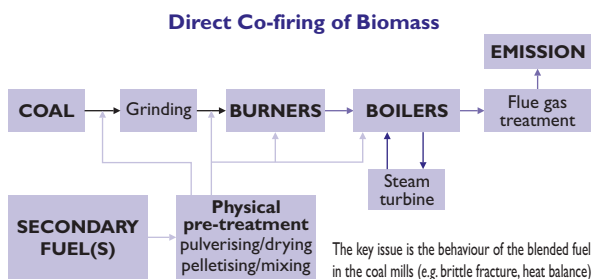 Direct Co-firing of Biomass
EMISSION
COAL
Grinding
BURNERS
BOILERS
Flue gas
treatment
Steam
turbine
SECONDARY
FUEL(S)
Physical
pre-treatment
pulverising/drying
pelletising/mixing
The key issue is the behaviour of the blended fuel
in the coal mills (e.g. brittle fracture, heat balance)